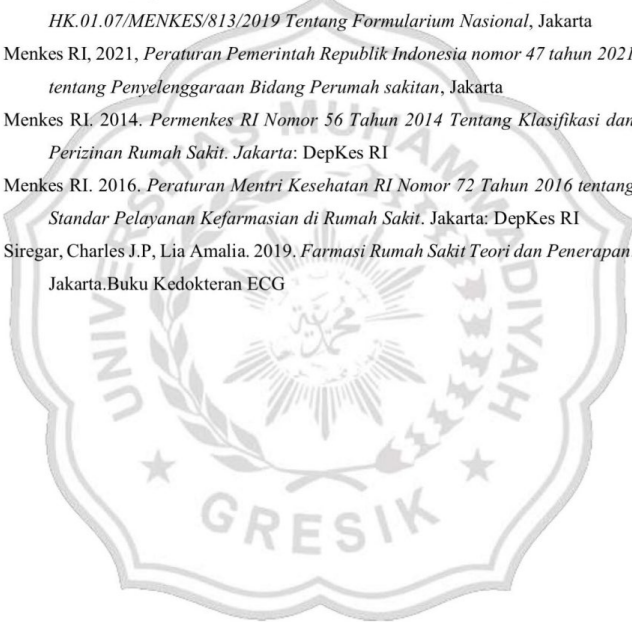 HK.01.07/MENKES/813/2019 Tentang Formularium Nasional, Jakarta
Menkes RI, 2021, Peraturan Pemerintah Republik Indonesia nomor 47 tahun 2021
tentang Penyelenggaraan Bidang Perumah sakitan, Jakarta
Menkes RI. 2014. Permenkes RI Nomor 56 Tahun 2014 Tentang Klasifikasi dan
Perizinan Rumah Sakit. Jakarta: DepKes RI
Menkes RI. 2016. Peraturan Mentri Kesehatan RI Nomor 72 Tahun 2016 tentang
Standar Pelayanan Kefarmasian di Rumah Sakit. Jakarta: DepKes RI
Siregar, Charles J.P, Lia Amalia. 2019. Farmasi Rumah Sakit Teori dan Penerapan.
Jakarta.Buku Kedokteran ECG
UNIVERSITAS MUHAMMADIYAH
GRESIK